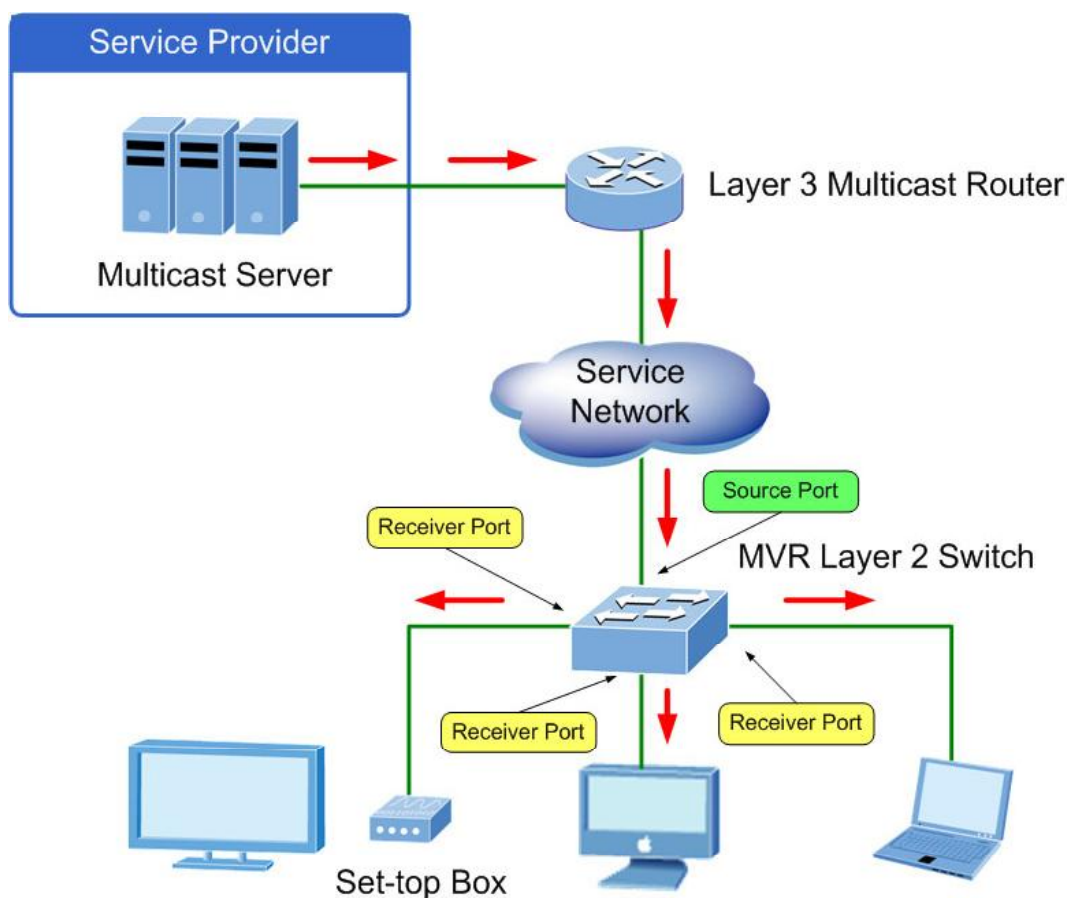 Service Provider
Multicast Server
Layer 3 Multicast Router
Service
Network
Source Port
Receiver Port
MVR Layer 2 Switch
Receiver Port
Receiver Port
Set-top Box